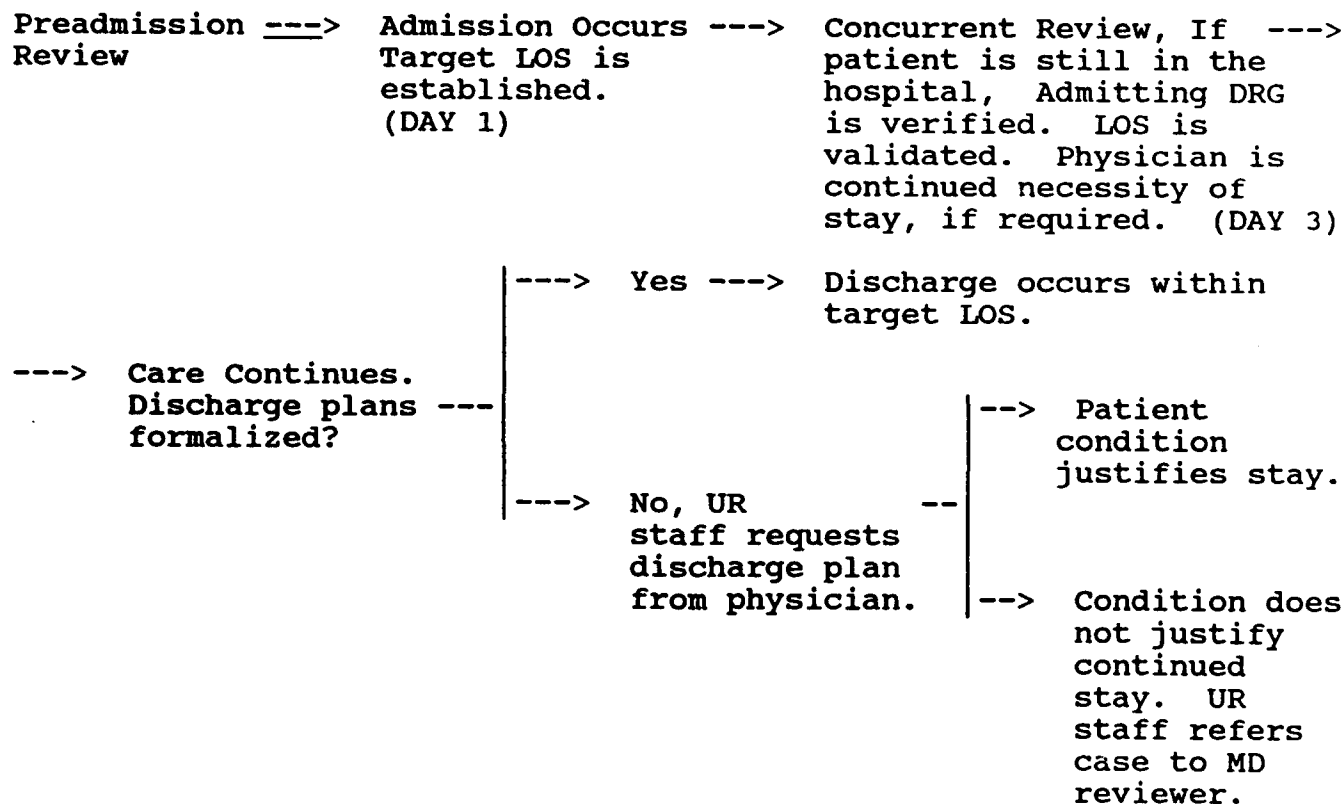 Preadmission ---> Admission Occurs ---> Concurrent Review, If --->
Review Target LOS is patient is still in the
established. hospital, Admitting DRG
(DAY 1) is verified. LOS is
validated. Physician is
continued necessity of
stay, if required. (DAY 3)
---> Yes ---> Discharge occurs within
target LOS.
---> Care Continues.
Discharge plans ---
formalized?
--> Patient
condition
justifies stay.
---> No, UR --
staff requests
discharge plan
from physician.
--> Condition does
not justify
continued
stay. UR
staff refers
case to MD
reviewer.